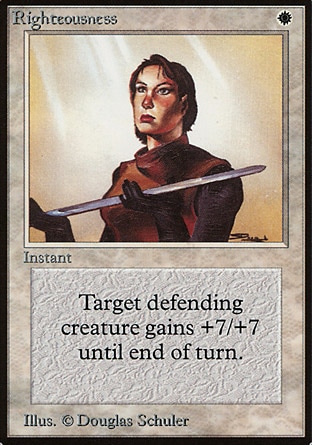 Righteousness
Instant
Target defending
creature gains +7/+7
until end of turn.
Illus. © Douglas Schuler